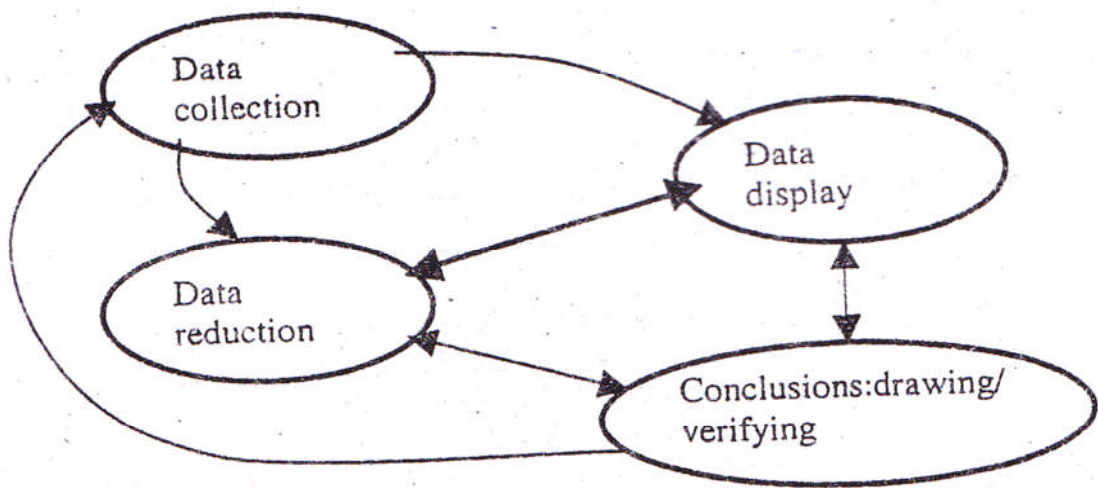 Data
collection
Data
display
Data
reduction
Conclusions:drawing/
verifying